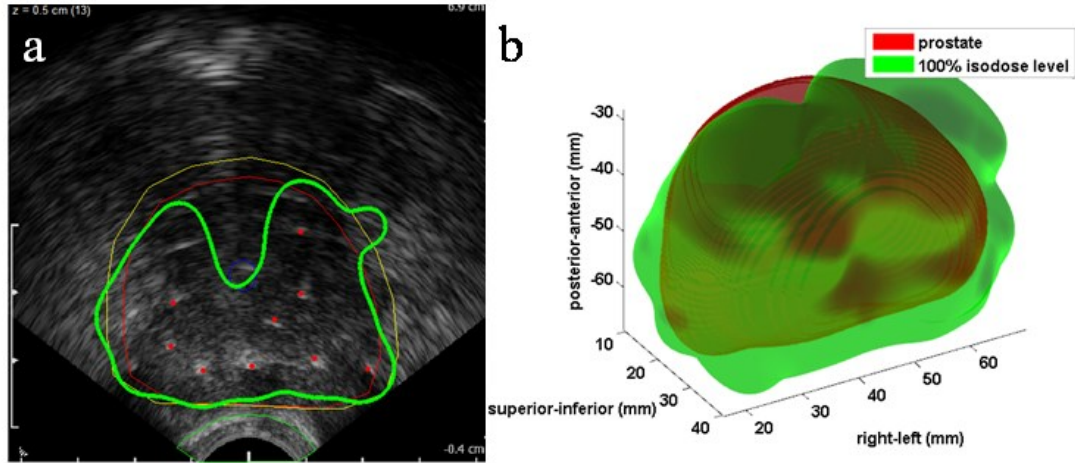 z = 0.5 cm (13)
6.9 cm
a
-0.4 cm
b
prostate
100% isodose level
-30
-40
-50
-60
posterior-anterior (mm)
10
20
30
40
superior-inferior (mm)
20
30
40
50
60
right-left (mm)